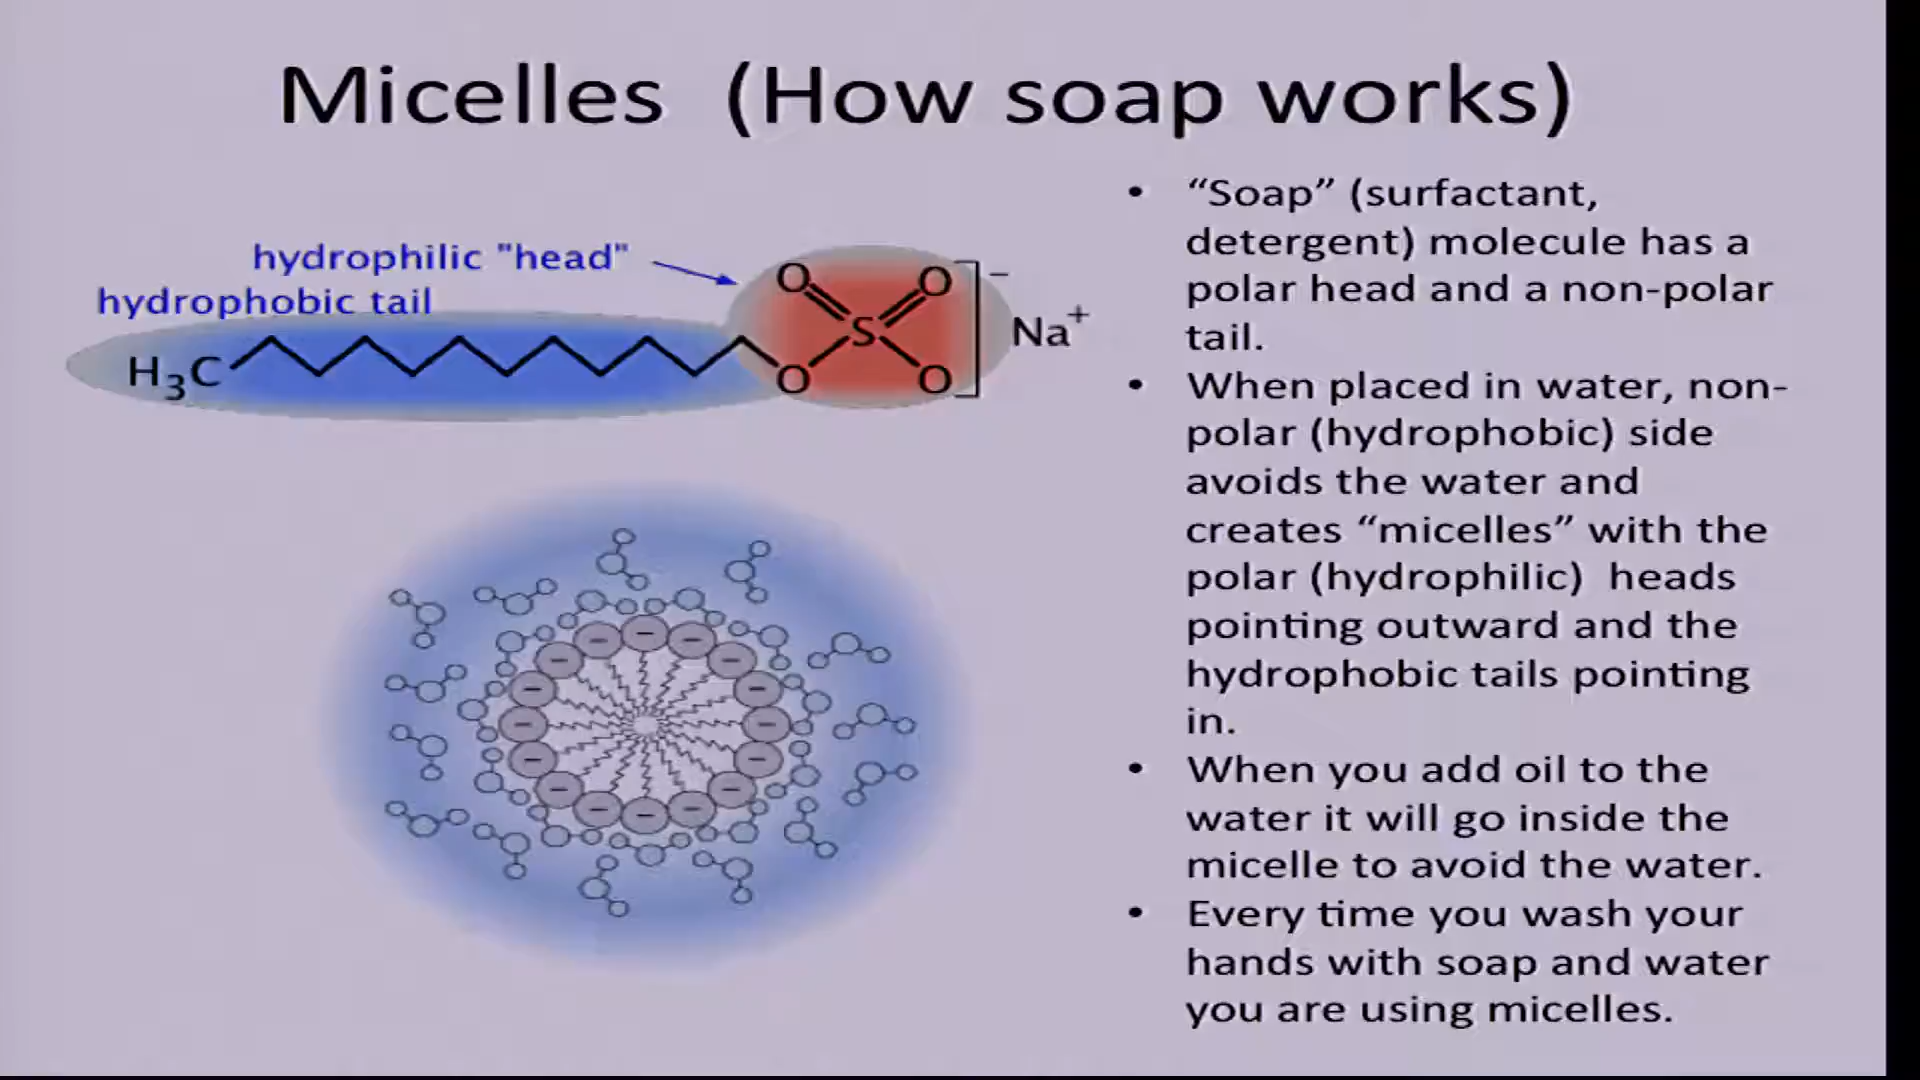 Micelles (How soap works)
hydrophilic "head"
hydrophobic tail
H₃C
O
O
S
O
O
−
Na⁺
• “Soap” (surfactant,
detergent) molecule has a
polar head and a non-polar
tail.
• When placed in water, non-
polar (hydrophobic) side
avoids the water and
creates “micelles” with the
polar (hydrophilic) heads
pointing outward and the
hydrophobic tails pointing
in.
• When you add oil to the
water it will go inside the
micelle to avoid the water.
• Every time you wash your
hands with soap and water
you are using micelles.